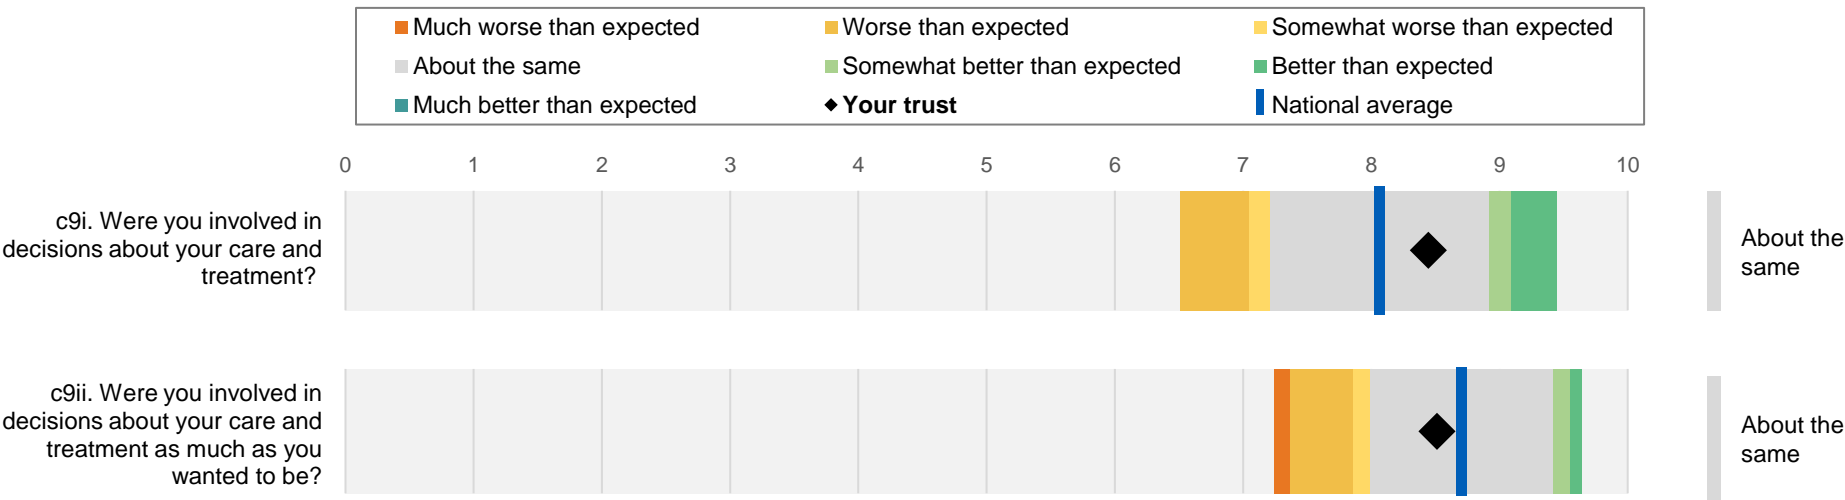 Much worse than expected
Worse than expected
Somewhat worse than expected
About the same
Somewhat better than expected
Better than expected
Much better than expected
Your trust
National average
0 1 2 3 4 5 6 7 8 9 10
c9i. Were you involved in
decisions about your care and
treatment?
About the
same
c9ii. Were you involved in
decisions about your care and
treatment as much as you
wanted to be?
About the
same